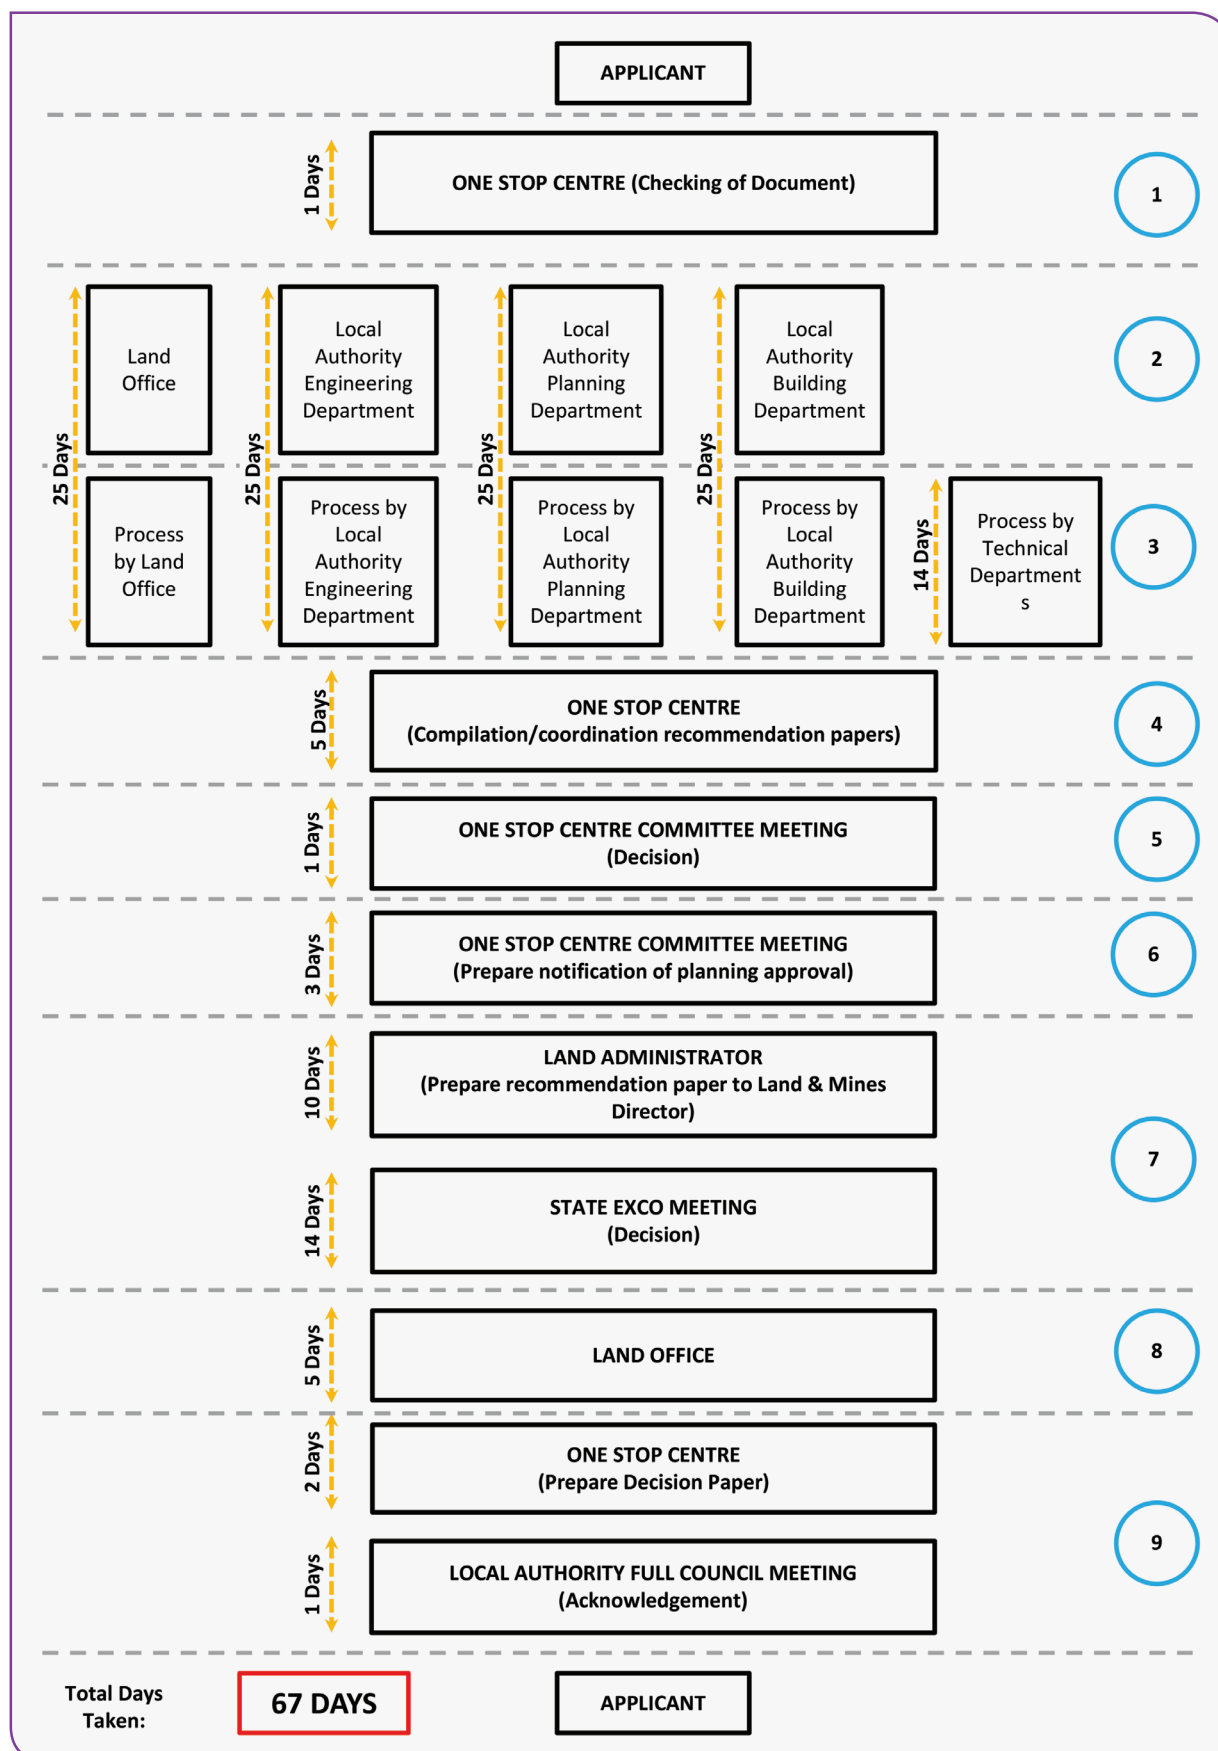 APPLICANT
1 Days
ONE STOP CENTRE (Checking of Document)
1
25 Days
Land
Office
25 Days
Local
Authority
Engineering
Department
25 Days
Local
Authority
Planning
Department
25 Days
Local
Authority
Building
Department
2
Process
by Land
Office
Process by
Local
Authority
Engineering
Department
Process by
Local
Authority
Planning
Department
Process by
Local
Authority
Building
Department
14 Days
Process by
Technical
Department
s
3
5 Days
ONE STOP CENTRE
(Compilation/coordination recommendation papers)
4
1 Days
ONE STOP CENTRE COMMITTEE MEETING
(Decision)
5
3 Days
ONE STOP CENTRE COMMITTEE MEETING
(Prepare notification of planning approval)
6
10 Days
LAND ADMINISTRATOR
(Prepare recommendation paper to Land & Mines
Director)
7
14 Days
STATE EXCO MEETING
(Decision)
5 Days
LAND OFFICE
8
2 Days
ONE STOP CENTRE
(Prepare Decision Paper)
9
1 Days
LOCAL AUTHORITY FULL COUNCIL MEETING
(Acknowledgement)
Total Days
Taken:
67 DAYS
APPLICANT